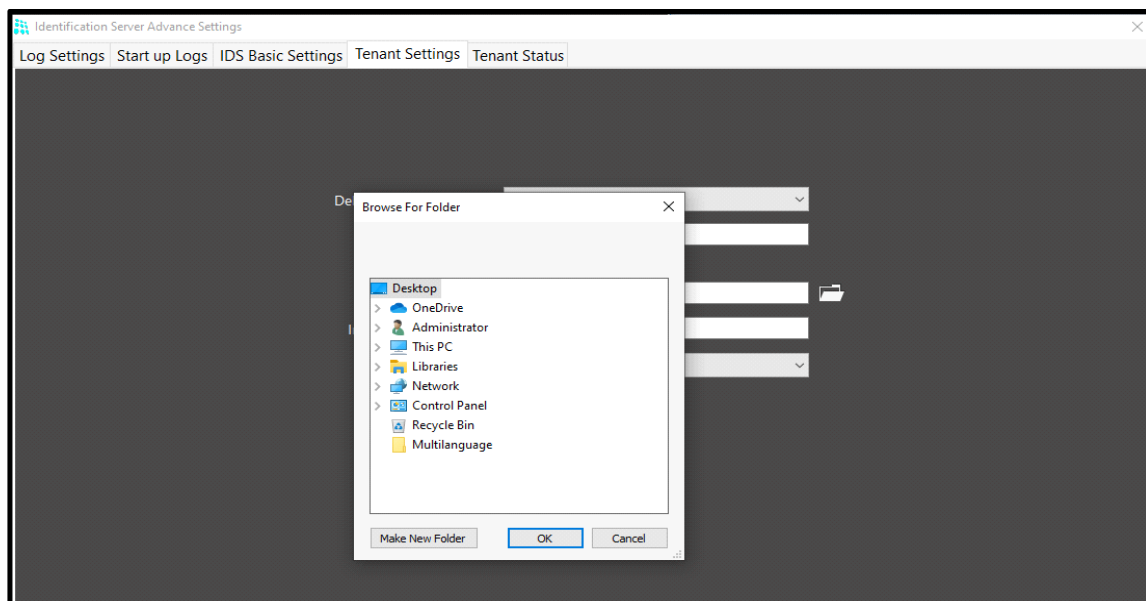 Identification Server Advance Settings
Log Settings Start up Logs IDS Basic Settings Tenant Settings Tenant Status
Browse For Folder
Desktop
OneDrive
Administrator
This PC
Libraries
Network
Control Panel
Recycle Bin
Multilanguage
Make New Folder OK Cancel